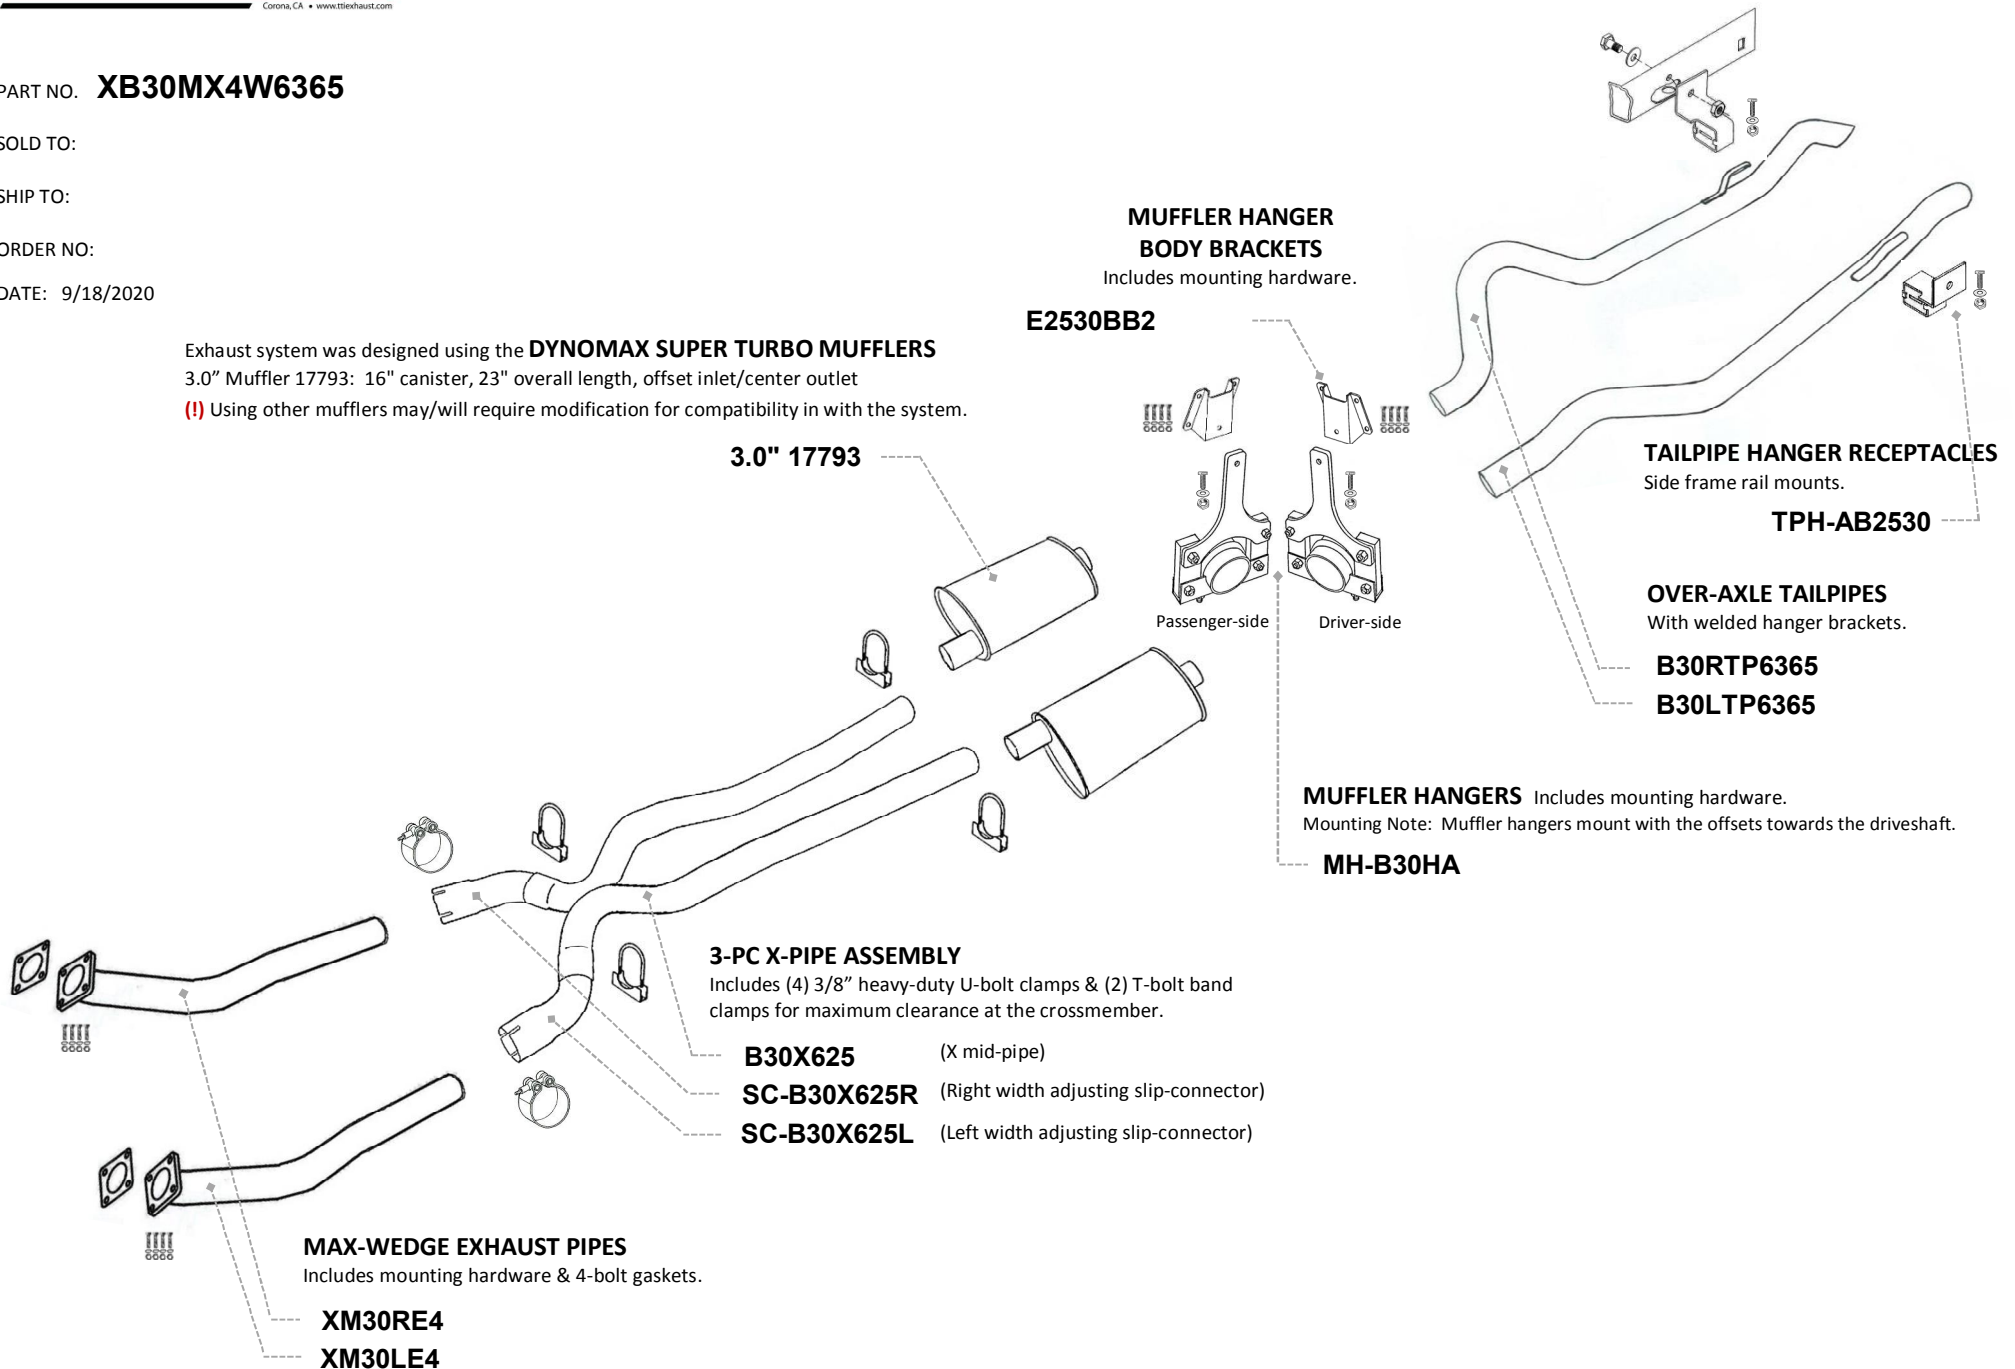 Corona, CA • www.ttiexhaust.com
PART NO. XB30MX4W6365
SOLD TO:
SHIP TO:
ORDER NO:
DATE: 9/18/2020
Exhaust system was designed using the DYNOMAX SUPER TURBO MUFFLERS
3.0” Muffler 17793: 16" canister, 23" overall length, offset inlet/center outlet
(!) Using other mufflers may/will require modification for compatibility in with the system.
3.0" 17793
MUFFLER HANGER
BODY BRACKETS
Includes mounting hardware.
E2530BB2
Passenger-side
Driver-side
TAILPIPE HANGER RECEPTACLES
Side frame rail mounts.
TPH-AB2530
OVER-AXLE TAILPIPES
With welded hanger brackets.
B30RTP6365
B30LTP6365
MUFFLER HANGERS Includes mounting hardware.
Mounting Note: Muffler hangers mount with the offsets towards the driveshaft.
MH-B30HA
3-PC X-PIPE ASSEMBLY
Includes (4) 3/8” heavy-duty U-bolt clamps & (2) T-bolt band
clamps for maximum clearance at the crossmember.
B30X625 (X mid-pipe)
SC-B30X625R (Right width adjusting slip-connector)
SC-B30X625L (Left width adjusting slip-connector)
MAX-WEDGE EXHAUST PIPES
Includes mounting hardware & 4-bolt gaskets.
XM30RE4
XM30LE4